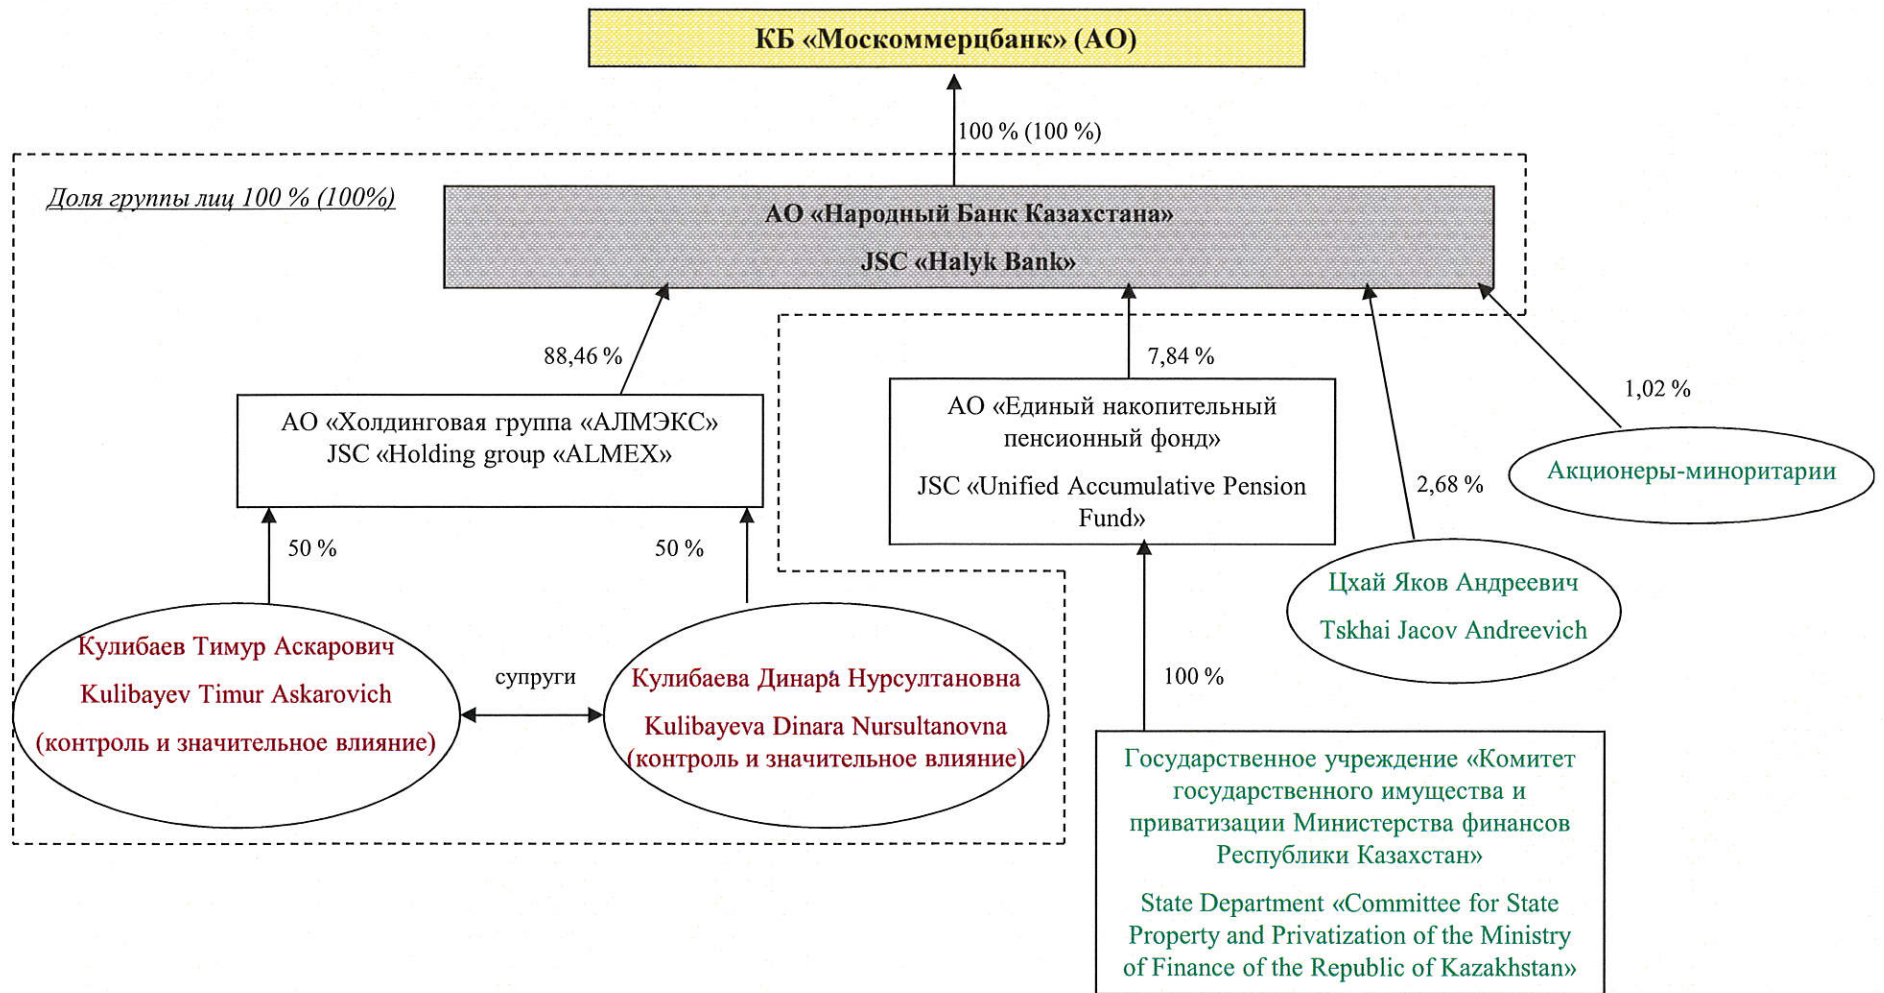 КБ «Москоммерцбанк» (АО)
100 % (100 %)
Доля группы лиц 100 % (100%)
АО «Народный Банк Казахстана»
JSC «Halyk Bank»
88,46 %
7,84 %
1,02 %
2,68 %
АО «Холдинговая группа «АЛМЭКС»
JSC «Holding group «ALMEX»
АО «Единый накопительный
пенсионный фонд»
JSC «Unified Accumulative Pension
Fund»
Акционеры-миноритарии
50 %
50 %
Цхай Яков Андреевич
Tskhai Jacov Andreevich
Кулибаев Тимур Аскарович
Kulibayev Timur Askarovich
(контроль и значительное влияние)
супруги
Кулибаева Динара Нурсултановна
Kulibayeva Dinara Nursultanovna
(контроль и значительное влияние)
100 %
Государственное учреждение «Комитет
государственного имущества и
приватизации Министерства финансов
Республики Казахстан»
State Department «Committee for State
Property and Privatization of the Ministry
of Finance of the Republic of Kazakhstan»